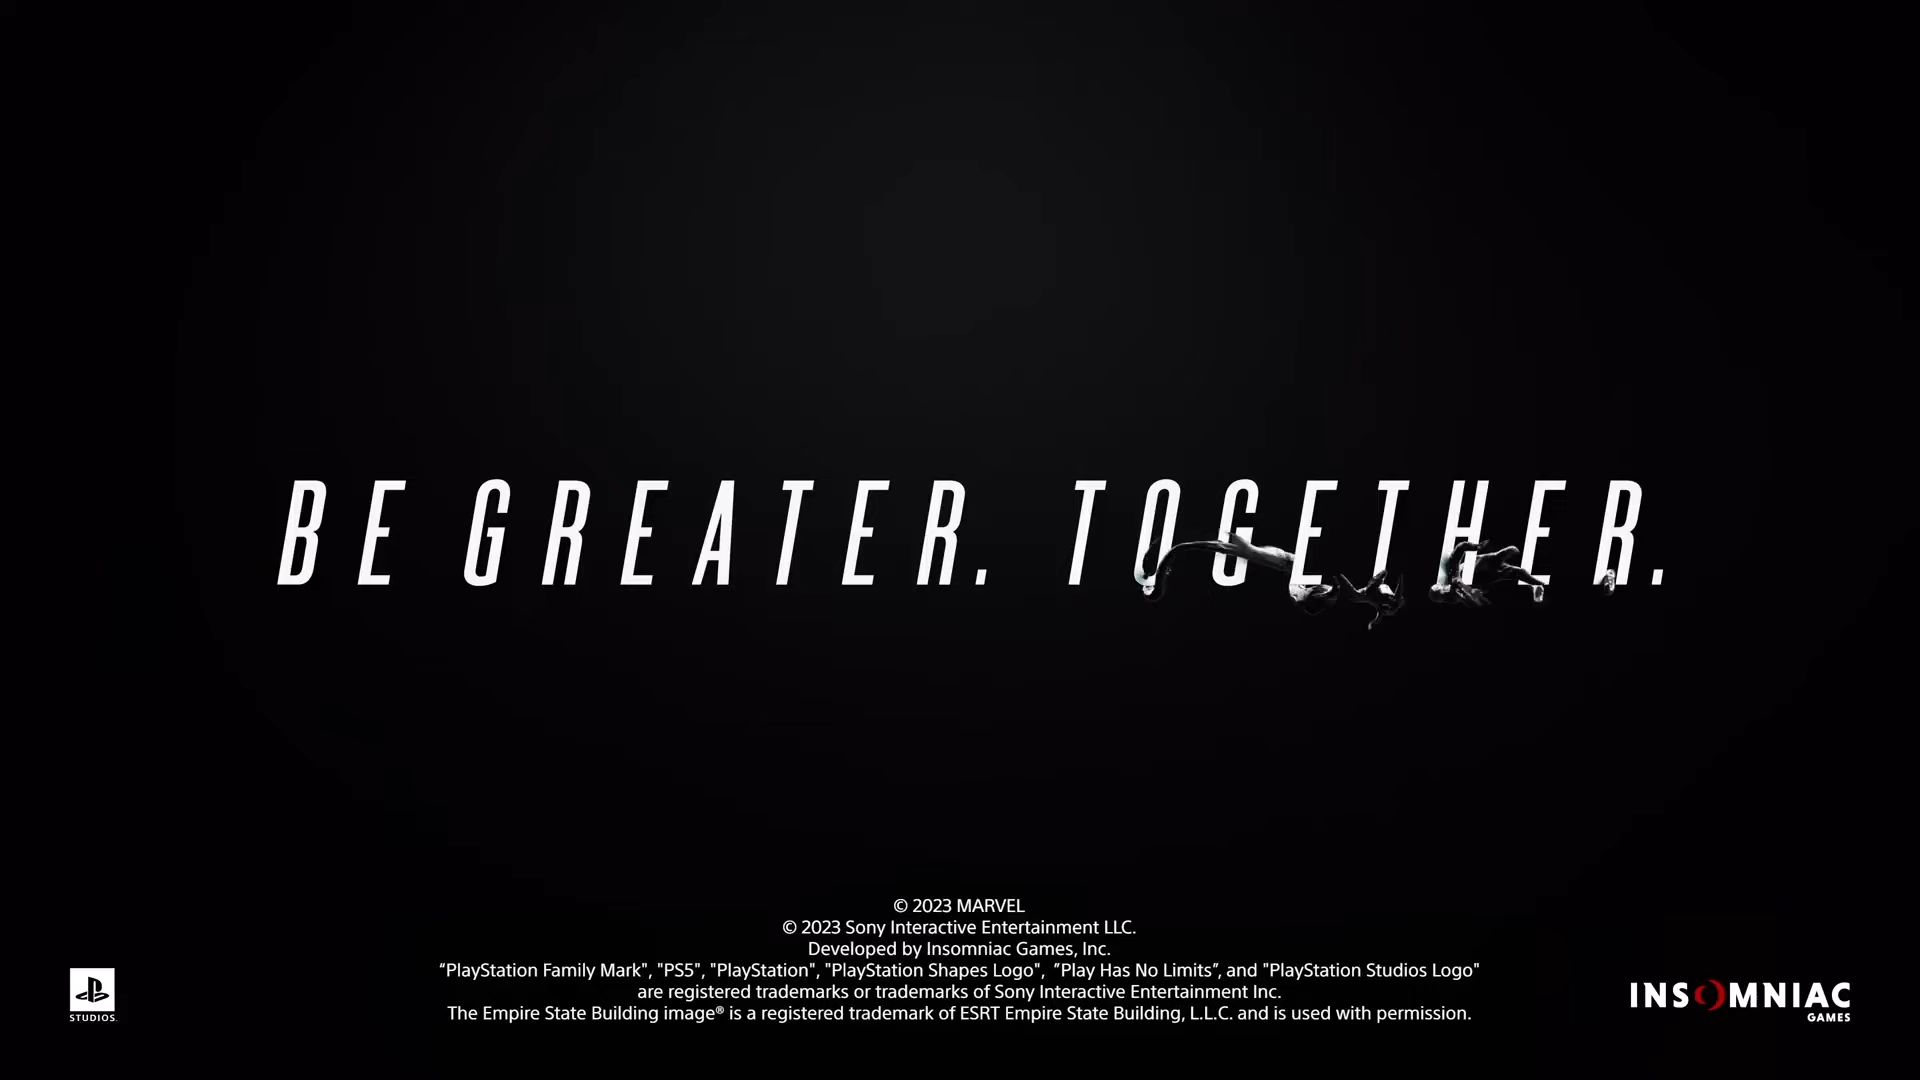 BE GREATER. TOGETHER.
© 2023 MARVEL
© 2023 Sony Interactive Entertainment LLC.
Developed by Insomniac Games, Inc.
“PlayStation Family Mark", "PS5", "PlayStation", "PlayStation Shapes Logo", ”Play Has No Limits”, and "PlayStation Studios Logo"
are registered trademarks or trademarks of Sony Interactive Entertainment Inc.
The Empire State Building image® is a registered trademark of ESRT Empire State Building, L.L.C. and is used with permission.
STUDIOS
INSOMNIAC
GAMES